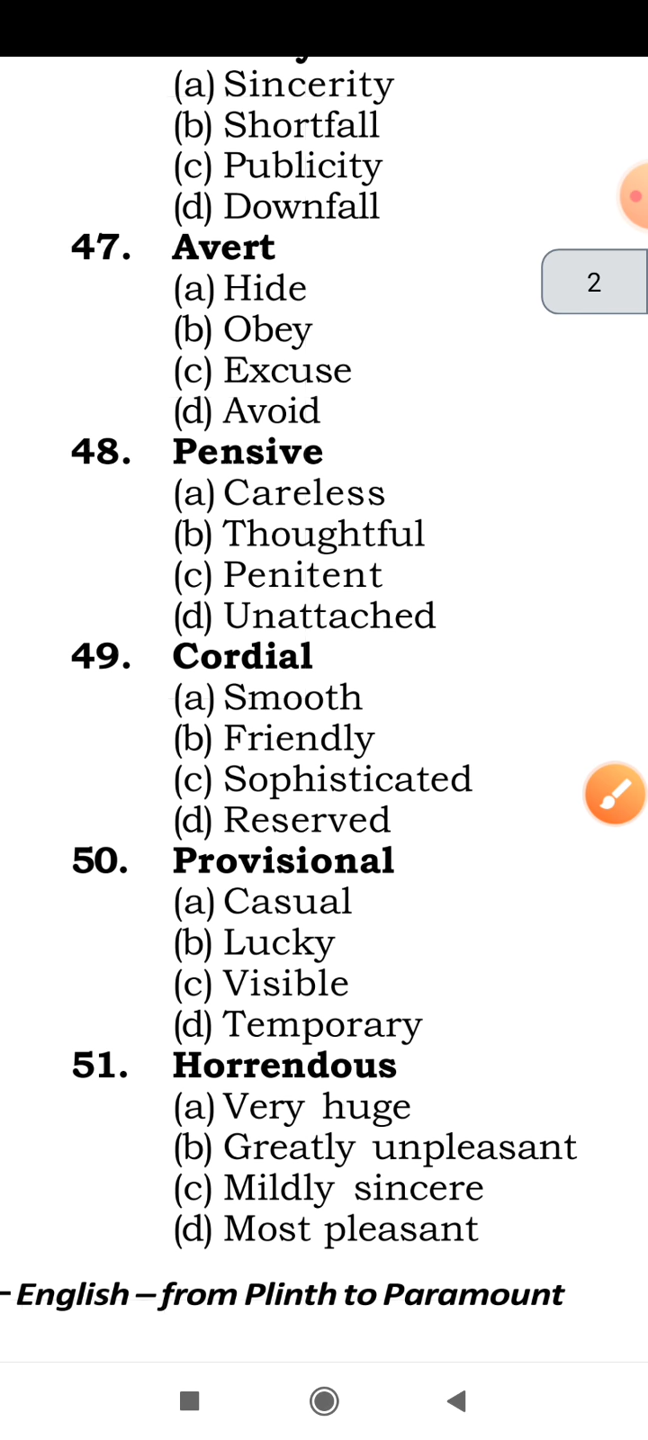 (a) Sincerity
(b) Shortfall
(c) Publicity
(d) Downfall
47. Avert
(a) Hide
(b) Obey
(c) Excuse
(d) Avoid
2
48. Pensive
(a) Careless
(b) Thoughtful
(c) Penitent
(d) Unattached
49. Cordial
(a) Smooth
(b) Friendly
(c) Sophisticated
(d) Reserved
50. Provisional
(a) Casual
(b) Lucky
(c) Visible
(d) Temporary
51. Horrendous
(a) Very huge
(b) Greatly unpleasant
(c) Mildly sincere
(d) Most pleasant
– English – from Plinth to Paramount